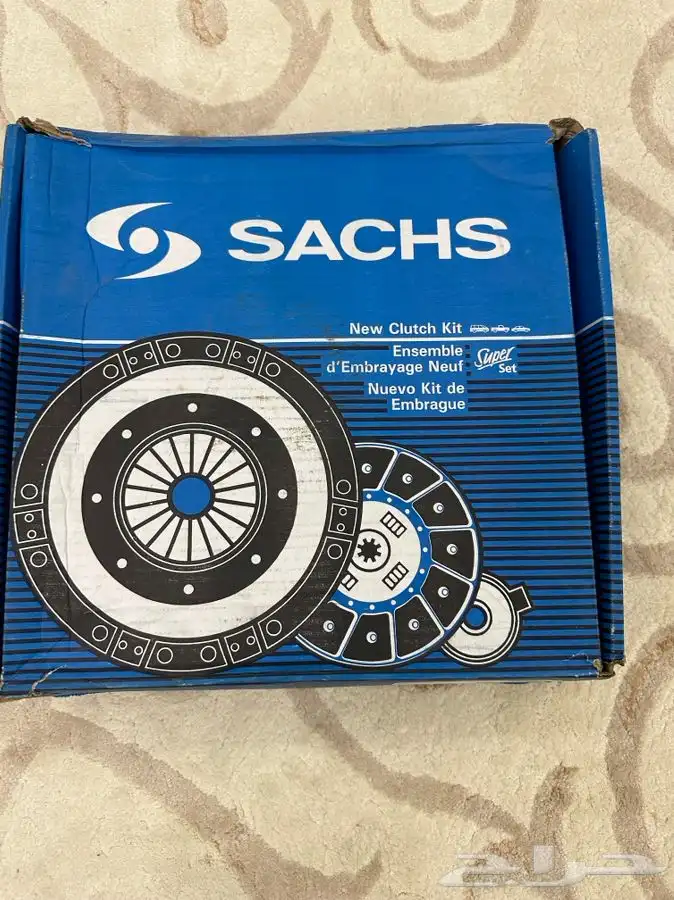 SACHS
New Clutch Kit
Ensemble
d'Embrayage Neuf
Super
Set
Nuevo Kit de
Embrague
حراج